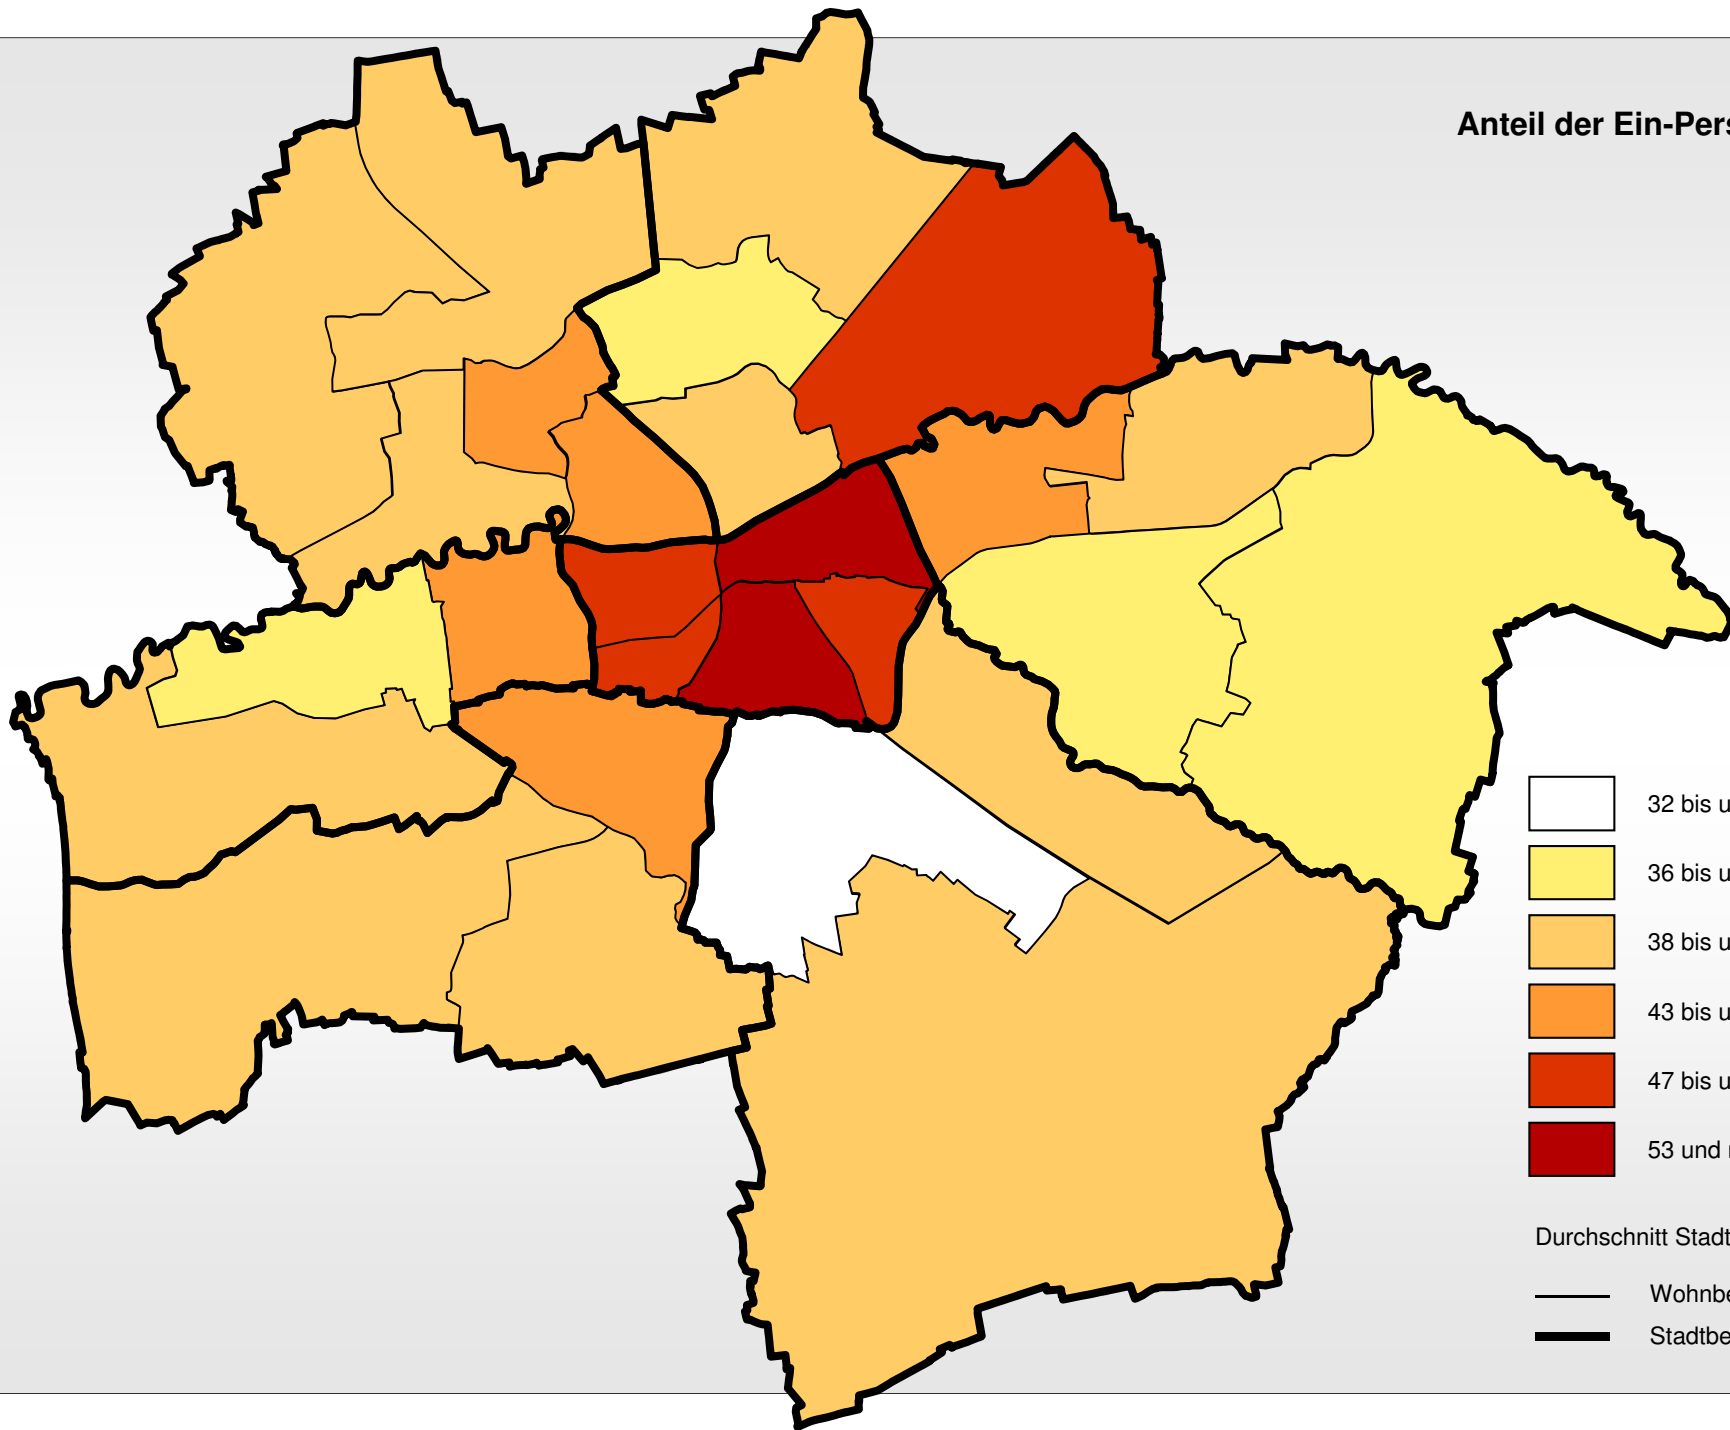 Anteil der Ein-Pers
32 bis u
36 bis u
38 bis u
43 bis u
47 bis u
53 und
Durchschnitt Stadt
Wohnbe
Stadtbe